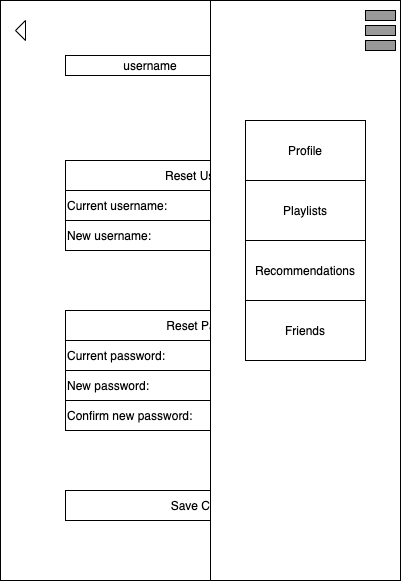 username
Reset Us
Current username:
New username:
Reset Pa
Current password:
New password:
Confirm new password:
Save C
Profile
Playlists
Recommendations
Friends